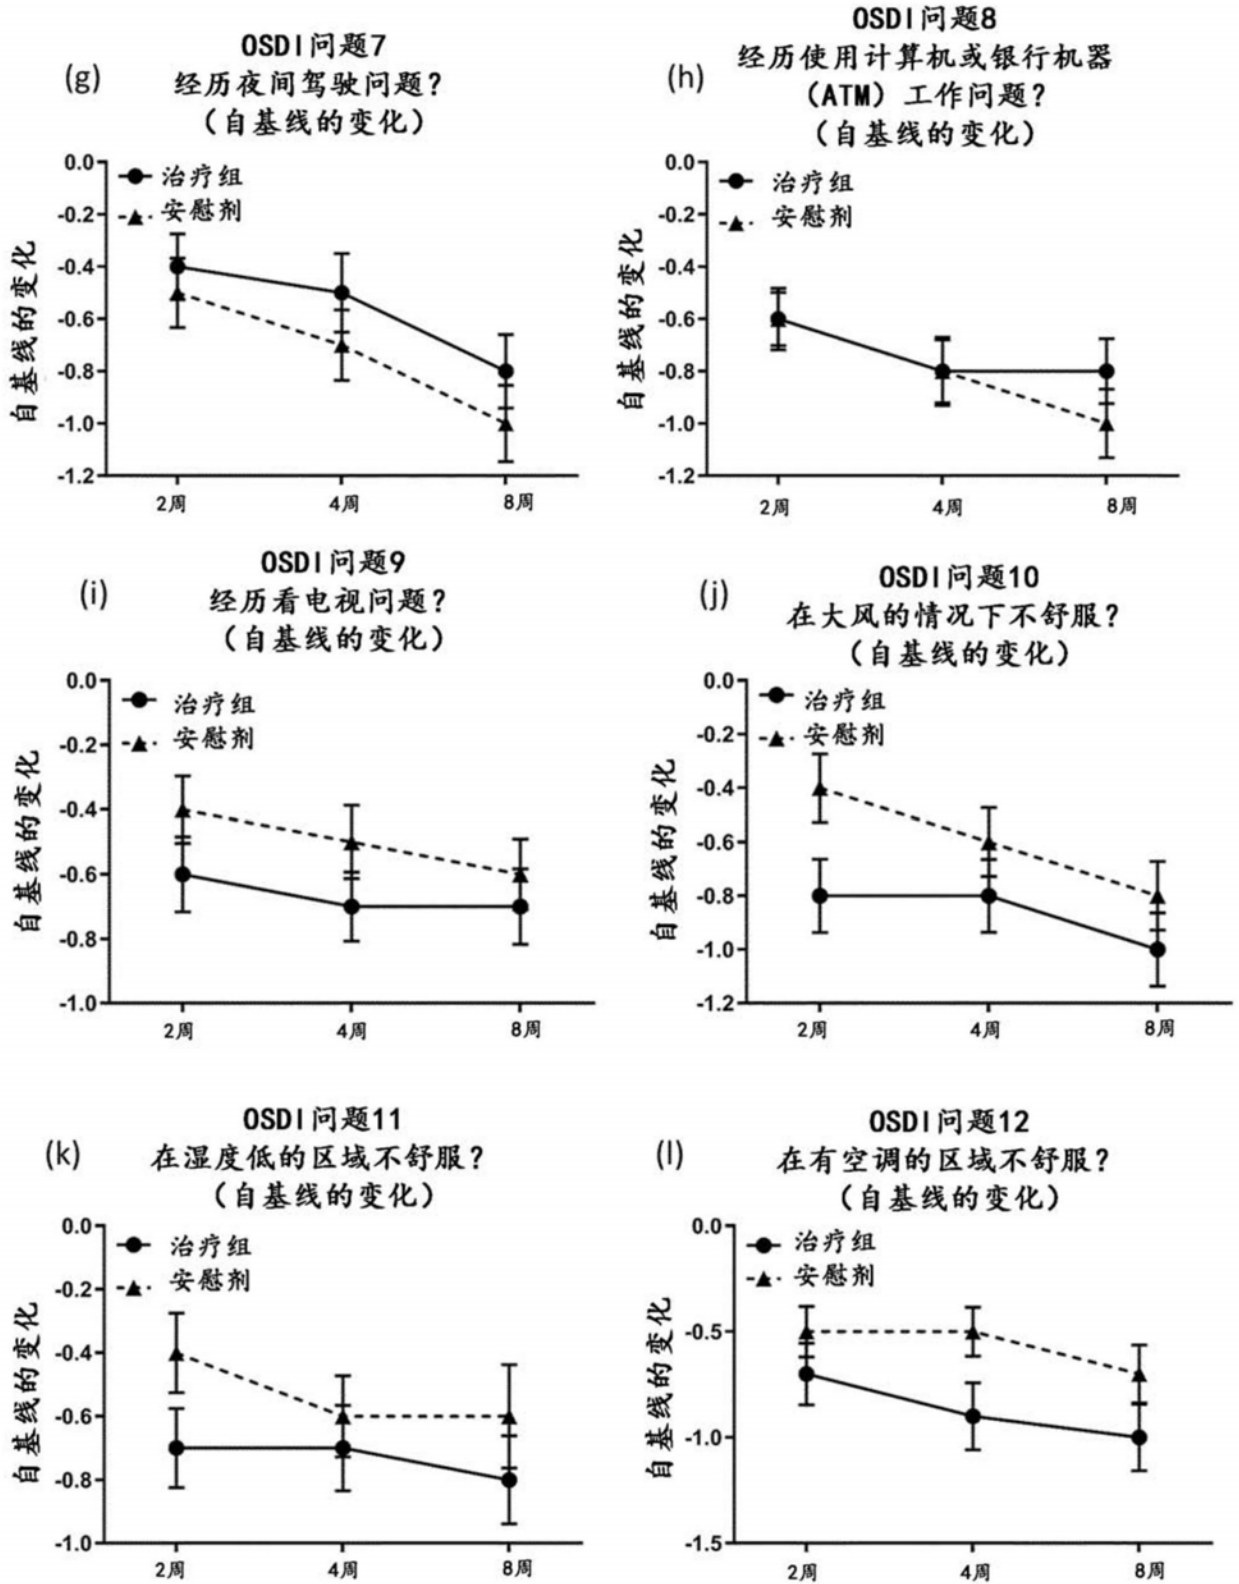 (g)
OSDI问题7
经历夜间驾驶问题？
（自基线的变化）
自基线的变化
0.0
-0.2
-0.4
-0.6
-0.8
-1.0
-1.2
治疗组
安慰剂
2周
4周
8周
(h)
OSDI问题8
经历使用计算机或银行机器
（ATM）工作问题？
（自基线的变化）
自基线的变化
0.0
-0.2
-0.4
-0.6
-0.8
-1.0
-1.2
治疗组
安慰剂
2周
4周
8周
(i)
OSDI问题9
经历看电视问题？
（自基线的变化）
自基线的变化
0.0
-0.2
-0.4
-0.6
-0.8
-1.0
治疗组
安慰剂
2周
4周
8周
(j)
OSDI问题10
在大风的情况下不舒服？
（自基线的变化）
自基线的变化
0.0
-0.2
-0.4
-0.6
-0.8
-1.0
-1.2
治疗组
安慰剂
2周
4周
8周
(k)
OSDI问题11
在湿度低的区域不舒服？
（自基线的变化）
自基线的变化
0.0
-0.2
-0.4
-0.6
-0.8
-1.0
治疗组
安慰剂
2周
4周
8周
(l)
OSDI问题12
在有空调的区域不舒服？
（自基线的变化）
自基线的变化
0.0
-0.5
-1.0
-1.5
治疗组
安慰剂
2周
4周
8周